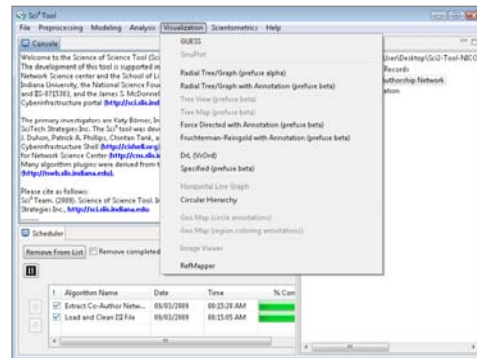 Sci² Tool
File Preprocessing Modeling Analysis Visualization Scientometrics Help
Console
Welcome to the Science of Science Tool (Sci
The development of this tool is supported in
Network Science center and the School of Li
Indiana University, the National Science Foun
and IIS-0715303, and the James S. McDonnell
Cyberinfrastructure portal (http://sci.slis.ind
The primary investigators are Katy Börner, In
SciTech Strategies Inc. The Sci² tool was dev
J. Duhon, Patrick A. Phillips, Chintan Tank, a
Cyberinfrastructure Shell (http://cishell.org)
for Network Science Center (http://cns.slis.in
Many algorithm plugins were derived from t
(http://nwb.slis.indiana.edu).
Please cite as follows:
Sci² Team. (2009). Science of Science Tool. In
Strategies Inc., http://sci.slis.indiana.edu
GUESS
GnuPlot
Radial Tree/Graph (prefuse alpha)
Radial Tree/Graph with Annotation (prefuse beta)
Tree View (prefuse beta)
Tree Map (prefuse beta)
Force Directed with Annotation (prefuse beta)
Fruchterman-Reingold with Annotation (prefuse beta)
DrL (VxOrd)
Specified (prefuse beta)
Horizontal Line Graph
Circular Hierarchy
Geo Map (circle annotations)
Geo Map (region coloring annotations)
Image Viewer
RefMapper
User\Desktop\Sci2-Tool-NICO
Records
uthorship Network
ation
Scheduler
Remove From List Remove completed
! Algorithm Name Date Time % Com
Extract Co-Author Netw... 09/03/2009 00:15:28 AM
Load and Clean ISI File 09/03/2009 00:15:05 AM